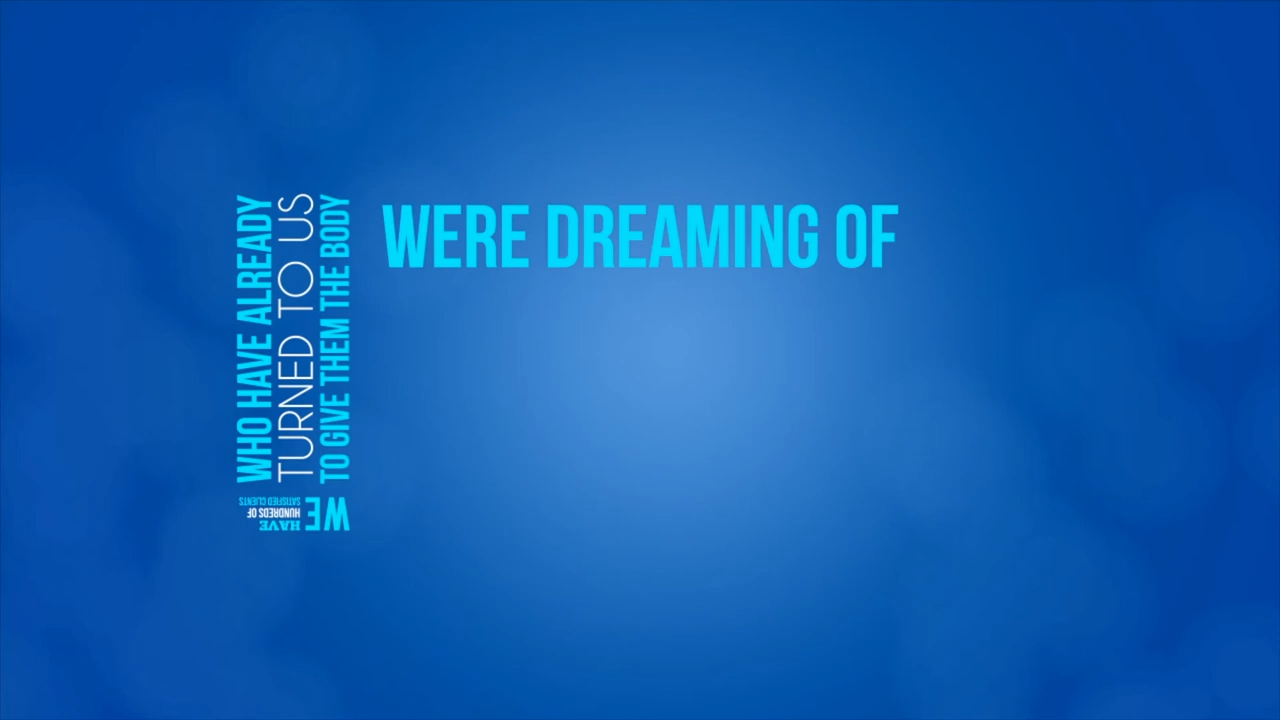 WE
HAVE
HUNDREDS OF
SATISFIED CLIENTS
WHO HAVE ALREADY
TURNED TO US
TO GIVE THEM THE BODY
WERE DREAMING OF